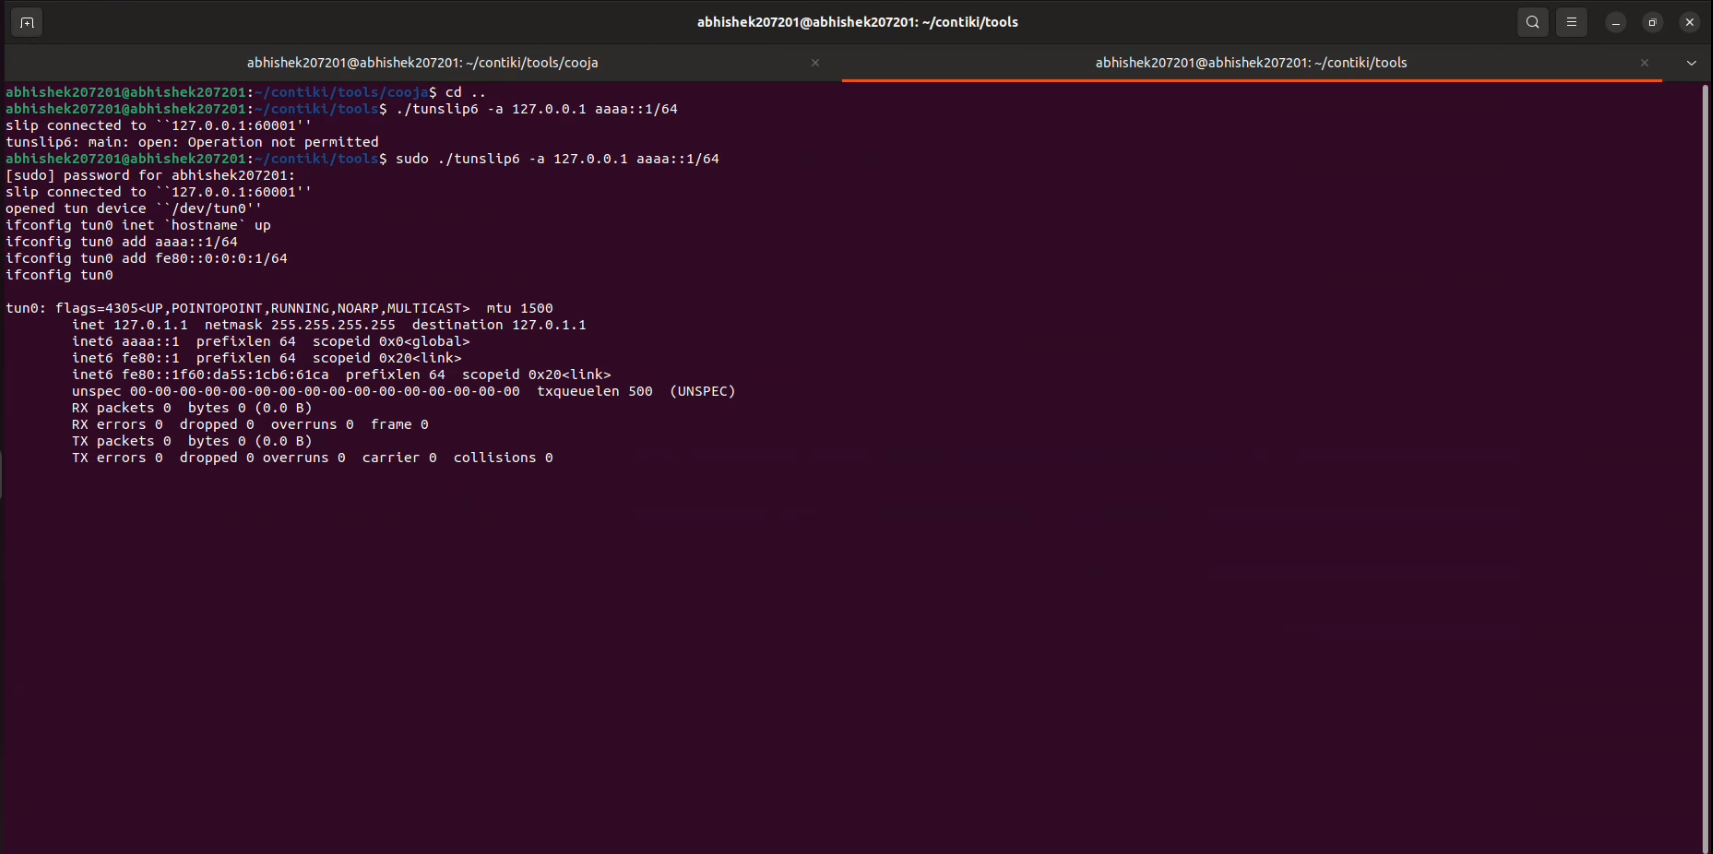 abhishek207201@abhishek207201: ~/contiki/tools
abhishek207201@abhishek207201: ~/contiki/tools/cooja
abhishek207201@abhishek207201: ~/contiki/tools
abhishek207201@abhishek207201:~/contiki/tools/cooja$ cd ..
abhishek207201@abhishek207201:~/contiki/tools$ ./tunslip6 -a 127.0.0.1 aaaa::1/64
slip connected to ``127.0.0.1:60001''
tunslip6: main: open: Operation not permitted
abhishek207201@abhishek207201:~/contiki/tools$ sudo ./tunslip6 -a 127.0.0.1 aaaa::1/64
[sudo] password for abhishek207201:
slip connected to ``127.0.0.1:60001''
opened tun device ``/dev/tun0''
ifconfig tun0 inet `hostname` up
ifconfig tun0 add aaaa::1/64
ifconfig tun0 add fe80::0:0:0:1/64
ifconfig tun0
tun0: flags=4305<UP,POINTOPOINT,RUNNING,NOARP,MULTICAST>  mtu 1500
        inet 127.0.1.1  netmask 255.255.255.255  destination 127.0.1.1
        inet6 aaaa::1  prefixlen 64  scopeid 0x0<global>
        inet6 fe80::1  prefixlen 64  scopeid 0x20<link>
        inet6 fe80::1f60:da55:1cb6:61ca  prefixlen 64  scopeid 0x20<link>
        unspec 00-00-00-00-00-00-00-00-00-00-00-00-00-00-00-00  txqueuelen 500  (UNSPEC)
        RX packets 0  bytes 0 (0.0 B)
        RX errors 0  dropped 0  overruns 0  frame 0
        TX packets 0  bytes 0 (0.0 B)
        TX errors 0  dropped 0 overruns 0  carrier 0  collisions 0